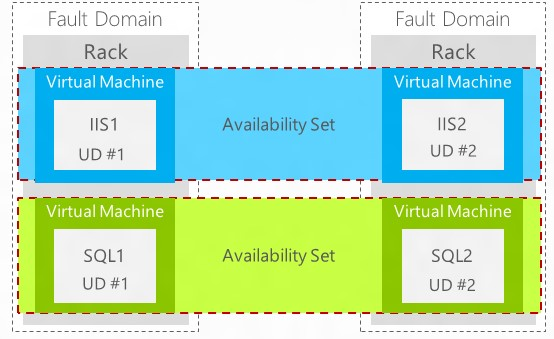 Fault Domain
Fault Domain
Rack
Rack
Virtual Machine
Virtual Machine
IIS1
UD #1
Availability Set
IIS2
UD #2
Virtual Machine
Virtual Machine
SQL1
UD #1
Availability Set
SQL2
UD #2